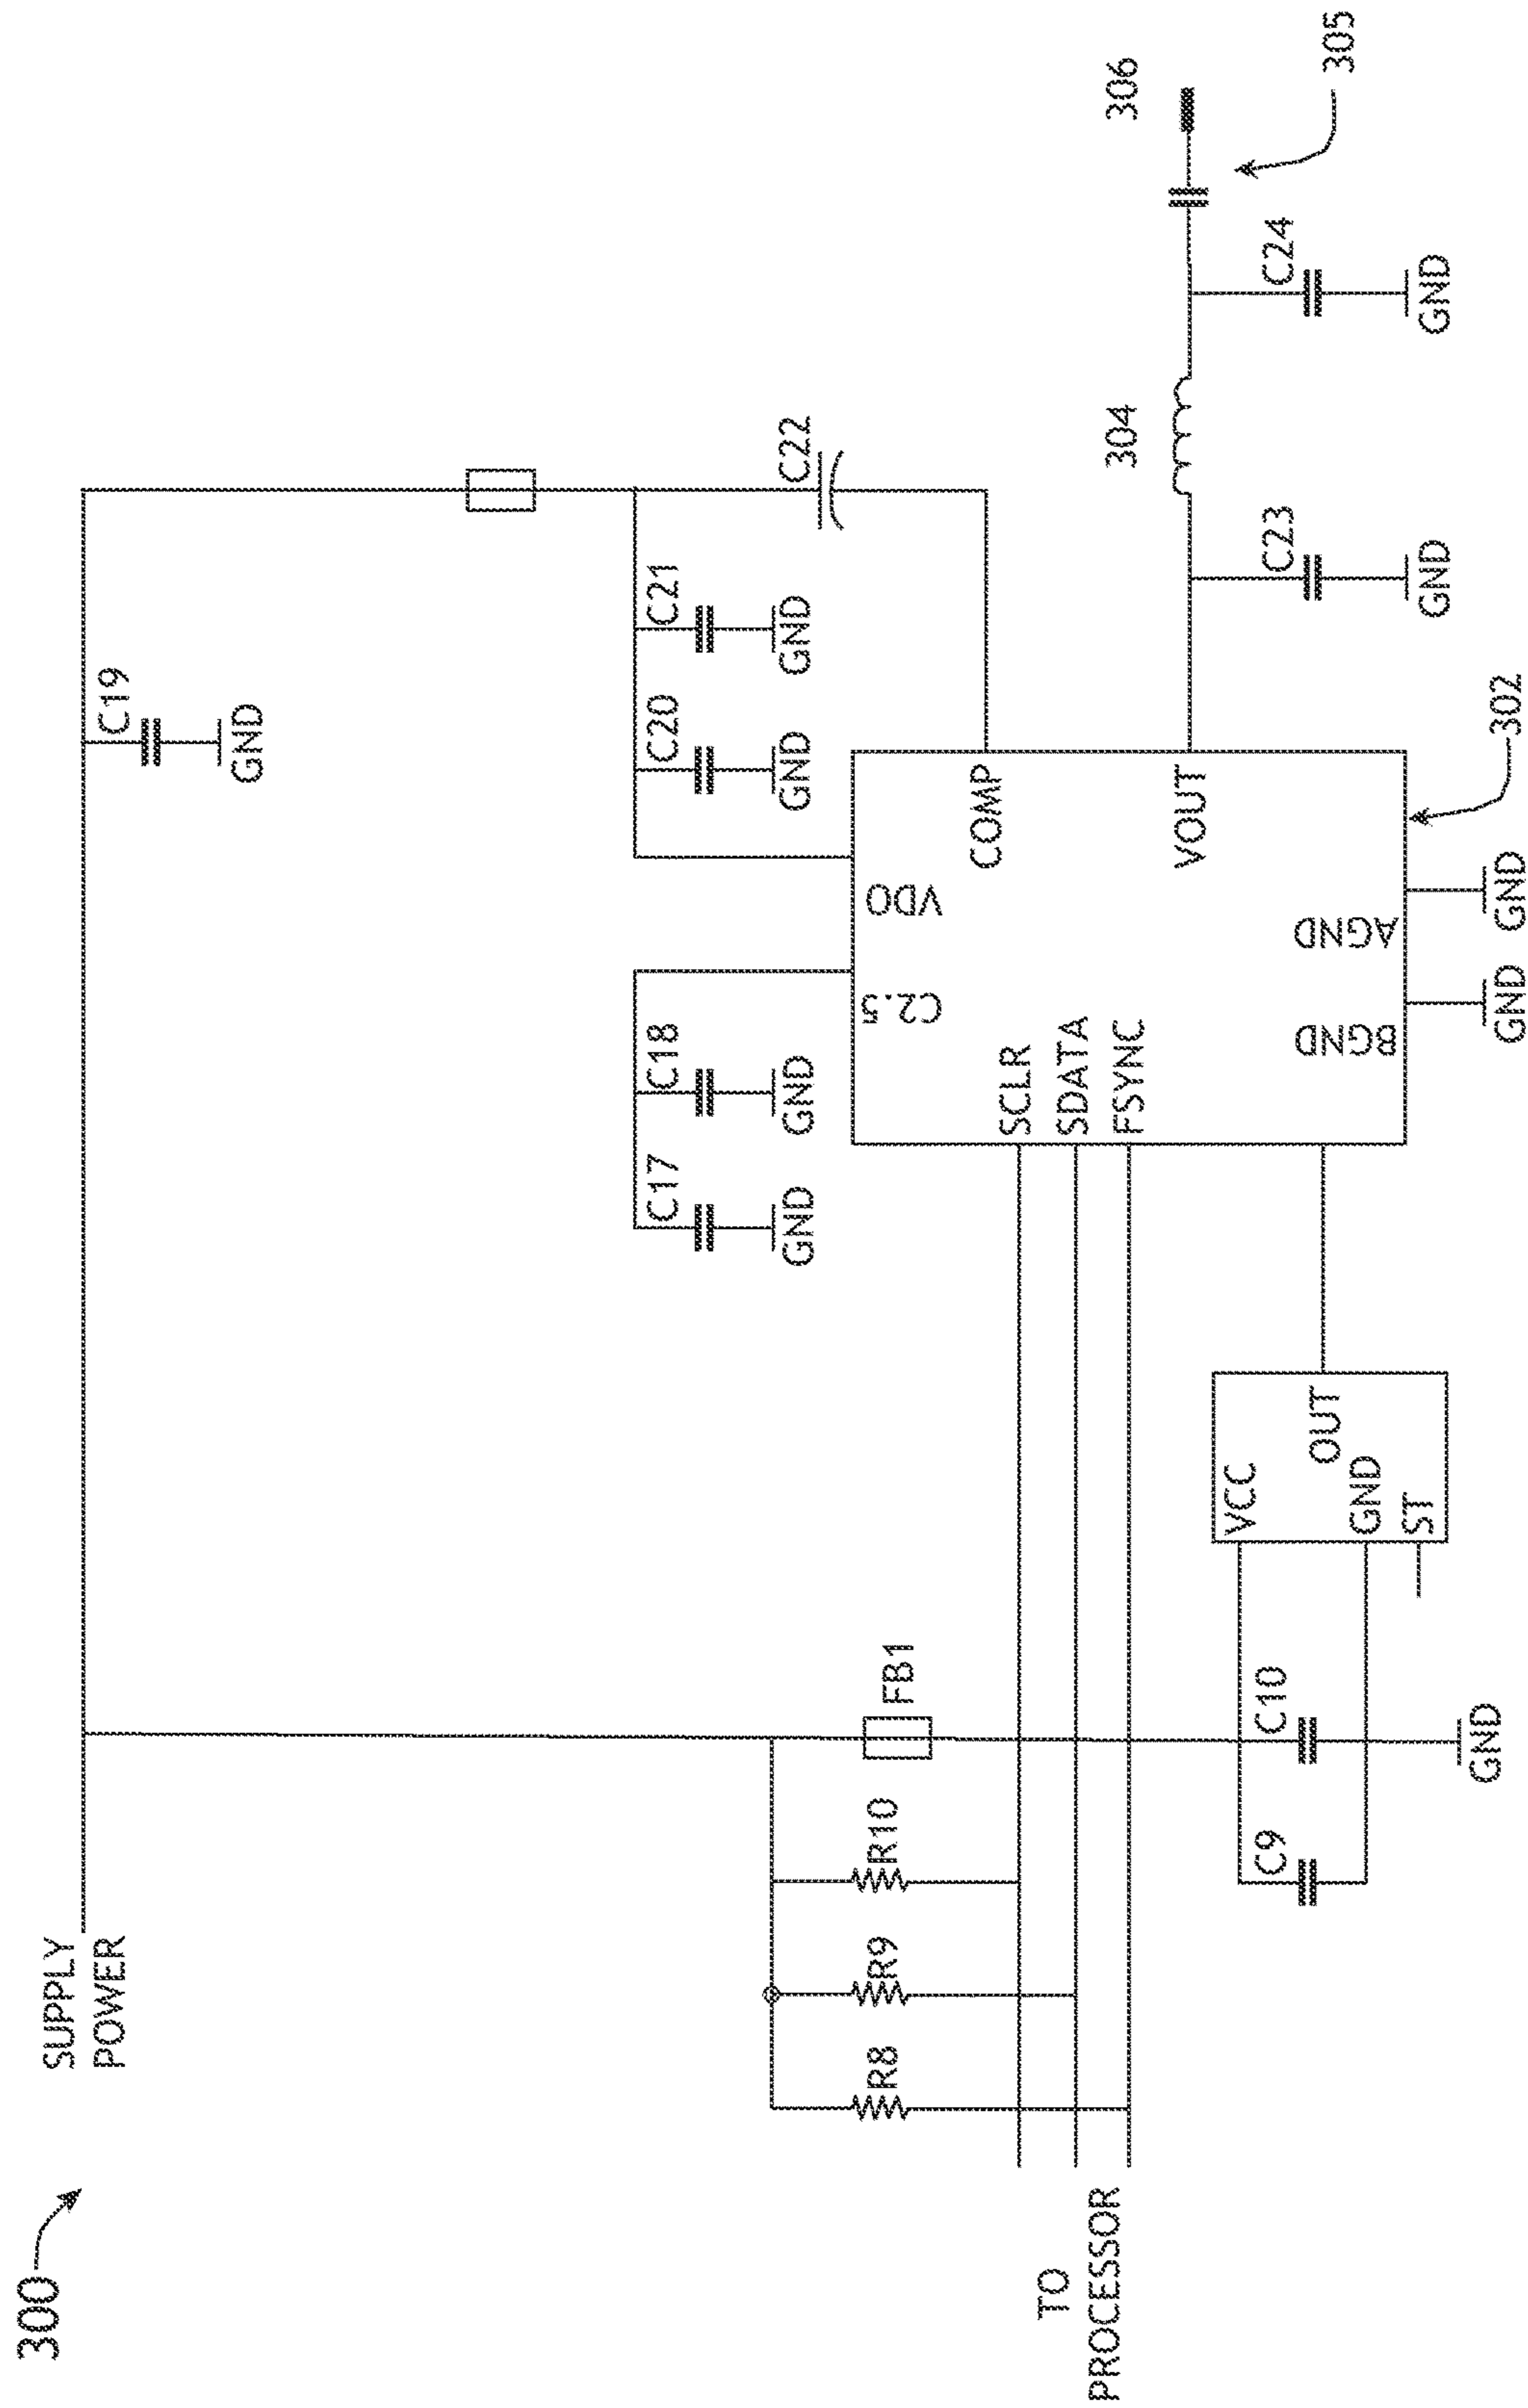 300
SUPPLY
POWER
C19
GND
C17
GND
C18
GND
C20
GND
C21
GND
C22
R8
R9
R10
FB1
C2.5
VDO
COMP
SCLR
SDATA
FSYNC
VOUT
BGND
AGND
GND
GND
302
TO
PROCESSOR
C9
C10
GND
VCC
OUT
GND
ST
C23
GND
304
C24
GND
306
305